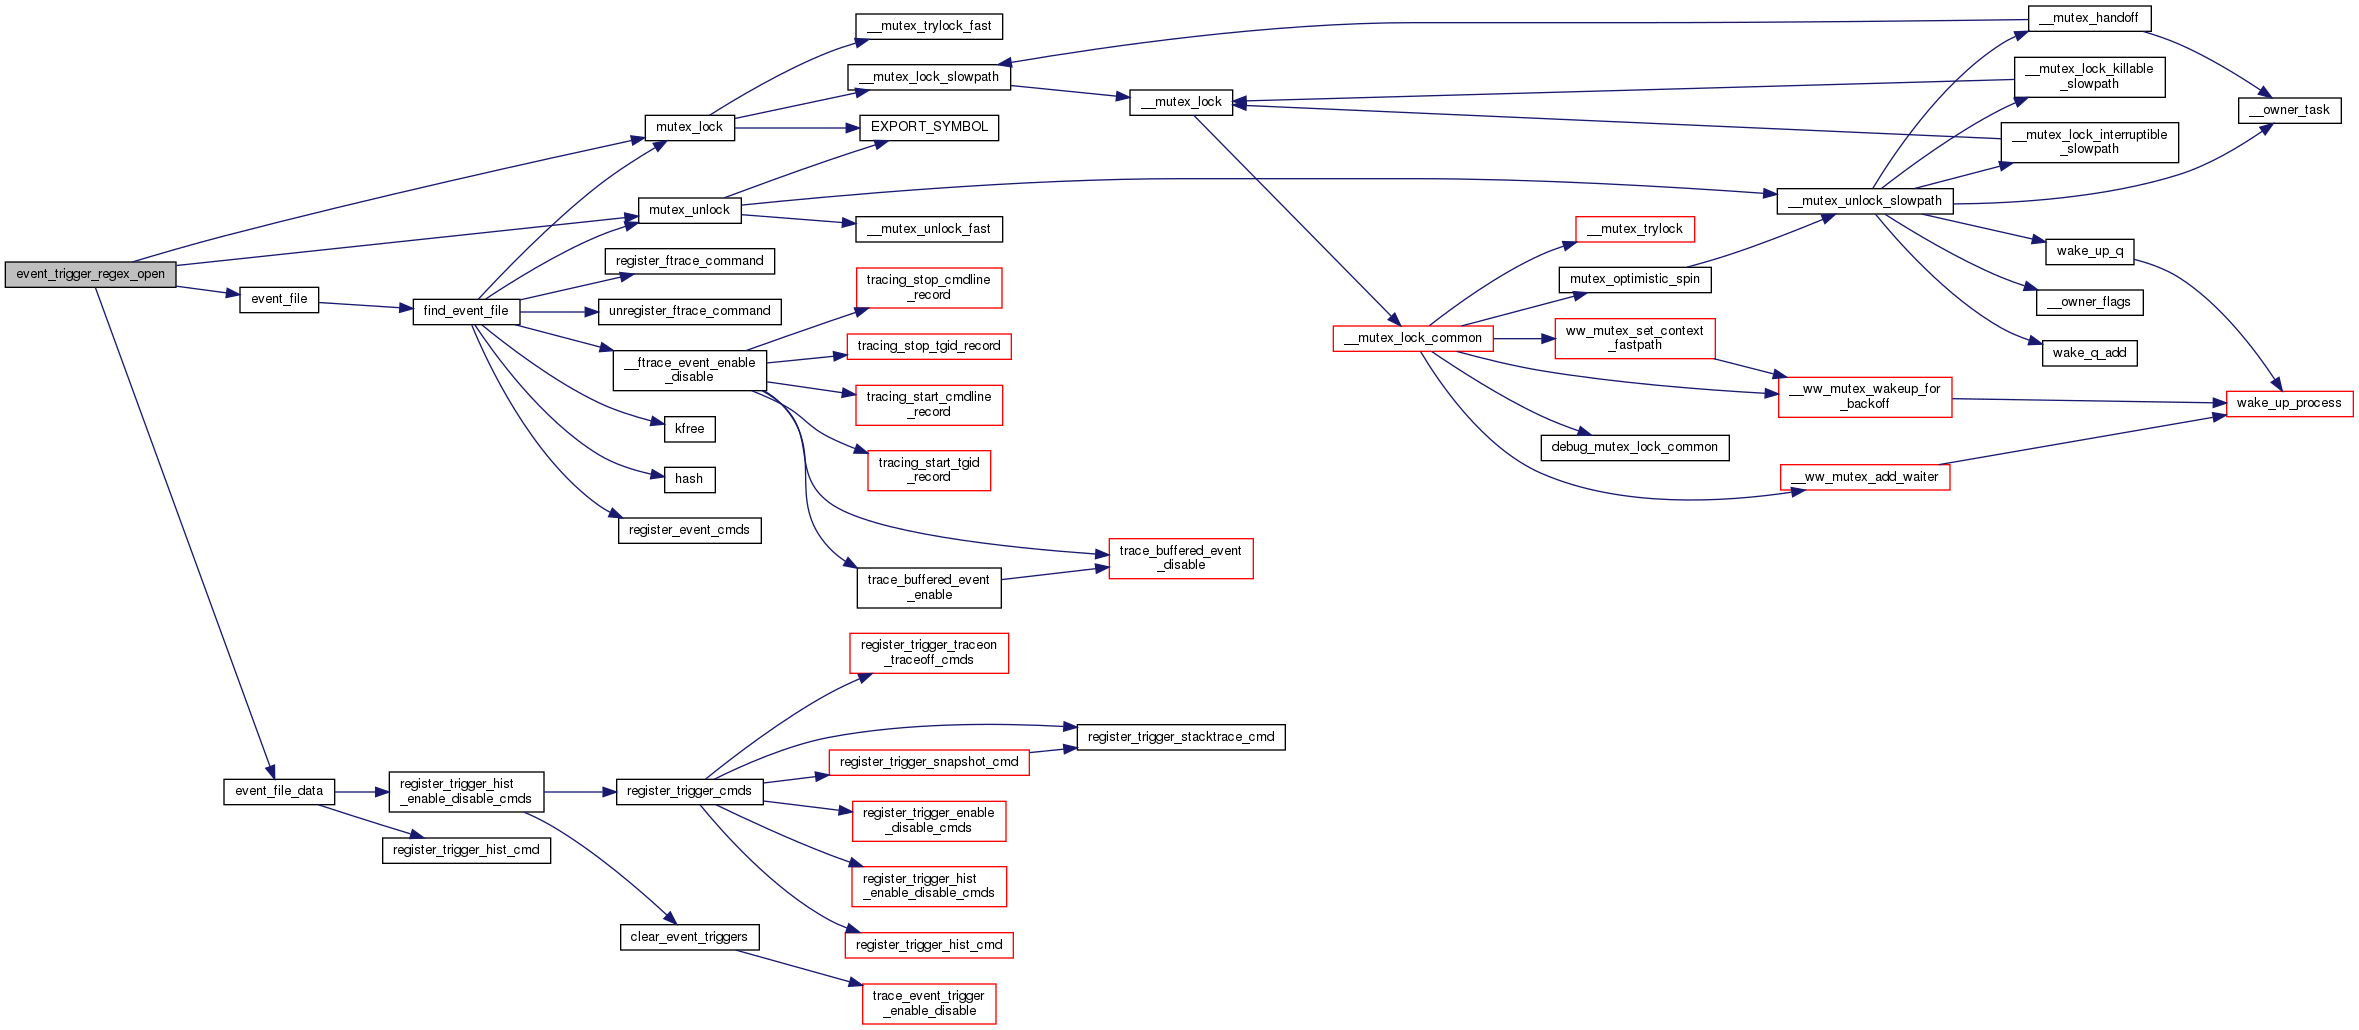 event_trigger_regex_open
event_file
event_file_data
find_event_file
register_trigger_hist
_enable_disable_cmds
register_trigger_hist_cmd
mutex_lock
mutex_unlock
register_ftrace_command
unregister_ftrace_command
__ftrace_event_enable
_disable
kfree
hash
register_event_cmds
register_trigger_cmds
clear_event_triggers
__mutex_trylock_fast
__mutex_lock_slowpath
EXPORT_SYMBOL
__mutex_unlock_fast
tracing_stop_cmdline
_record
tracing_stop_tgid_record
tracing_start_cmdline
_record
tracing_start_tgid
_record
trace_buffered_event
_enable
register_trigger_traceon
_traceoff_cmds
register_trigger_snapshot_cmd
register_trigger_enable
_disable_cmds
register_trigger_hist
_enable_disable_cmds
register_trigger_hist_cmd
trace_event_trigger
_enable_disable
__mutex_lock
trace_buffered_event
_disable
register_trigger_stacktrace_cmd
__mutex_lock_common
__mutex_trylock
mutex_optimistic_spin
ww_mutex_set_context
_fastpath
debug_mutex_lock_common
__mutex_unlock_slowpath
__ww_mutex_wakeup_for
_backoff
__ww_mutex_add_waiter
__mutex_handoff
__mutex_lock_killable
_slowpath
__mutex_lock_interruptible
_slowpath
wake_up_q
__owner_flags
wake_q_add
__owner_task
wake_up_process